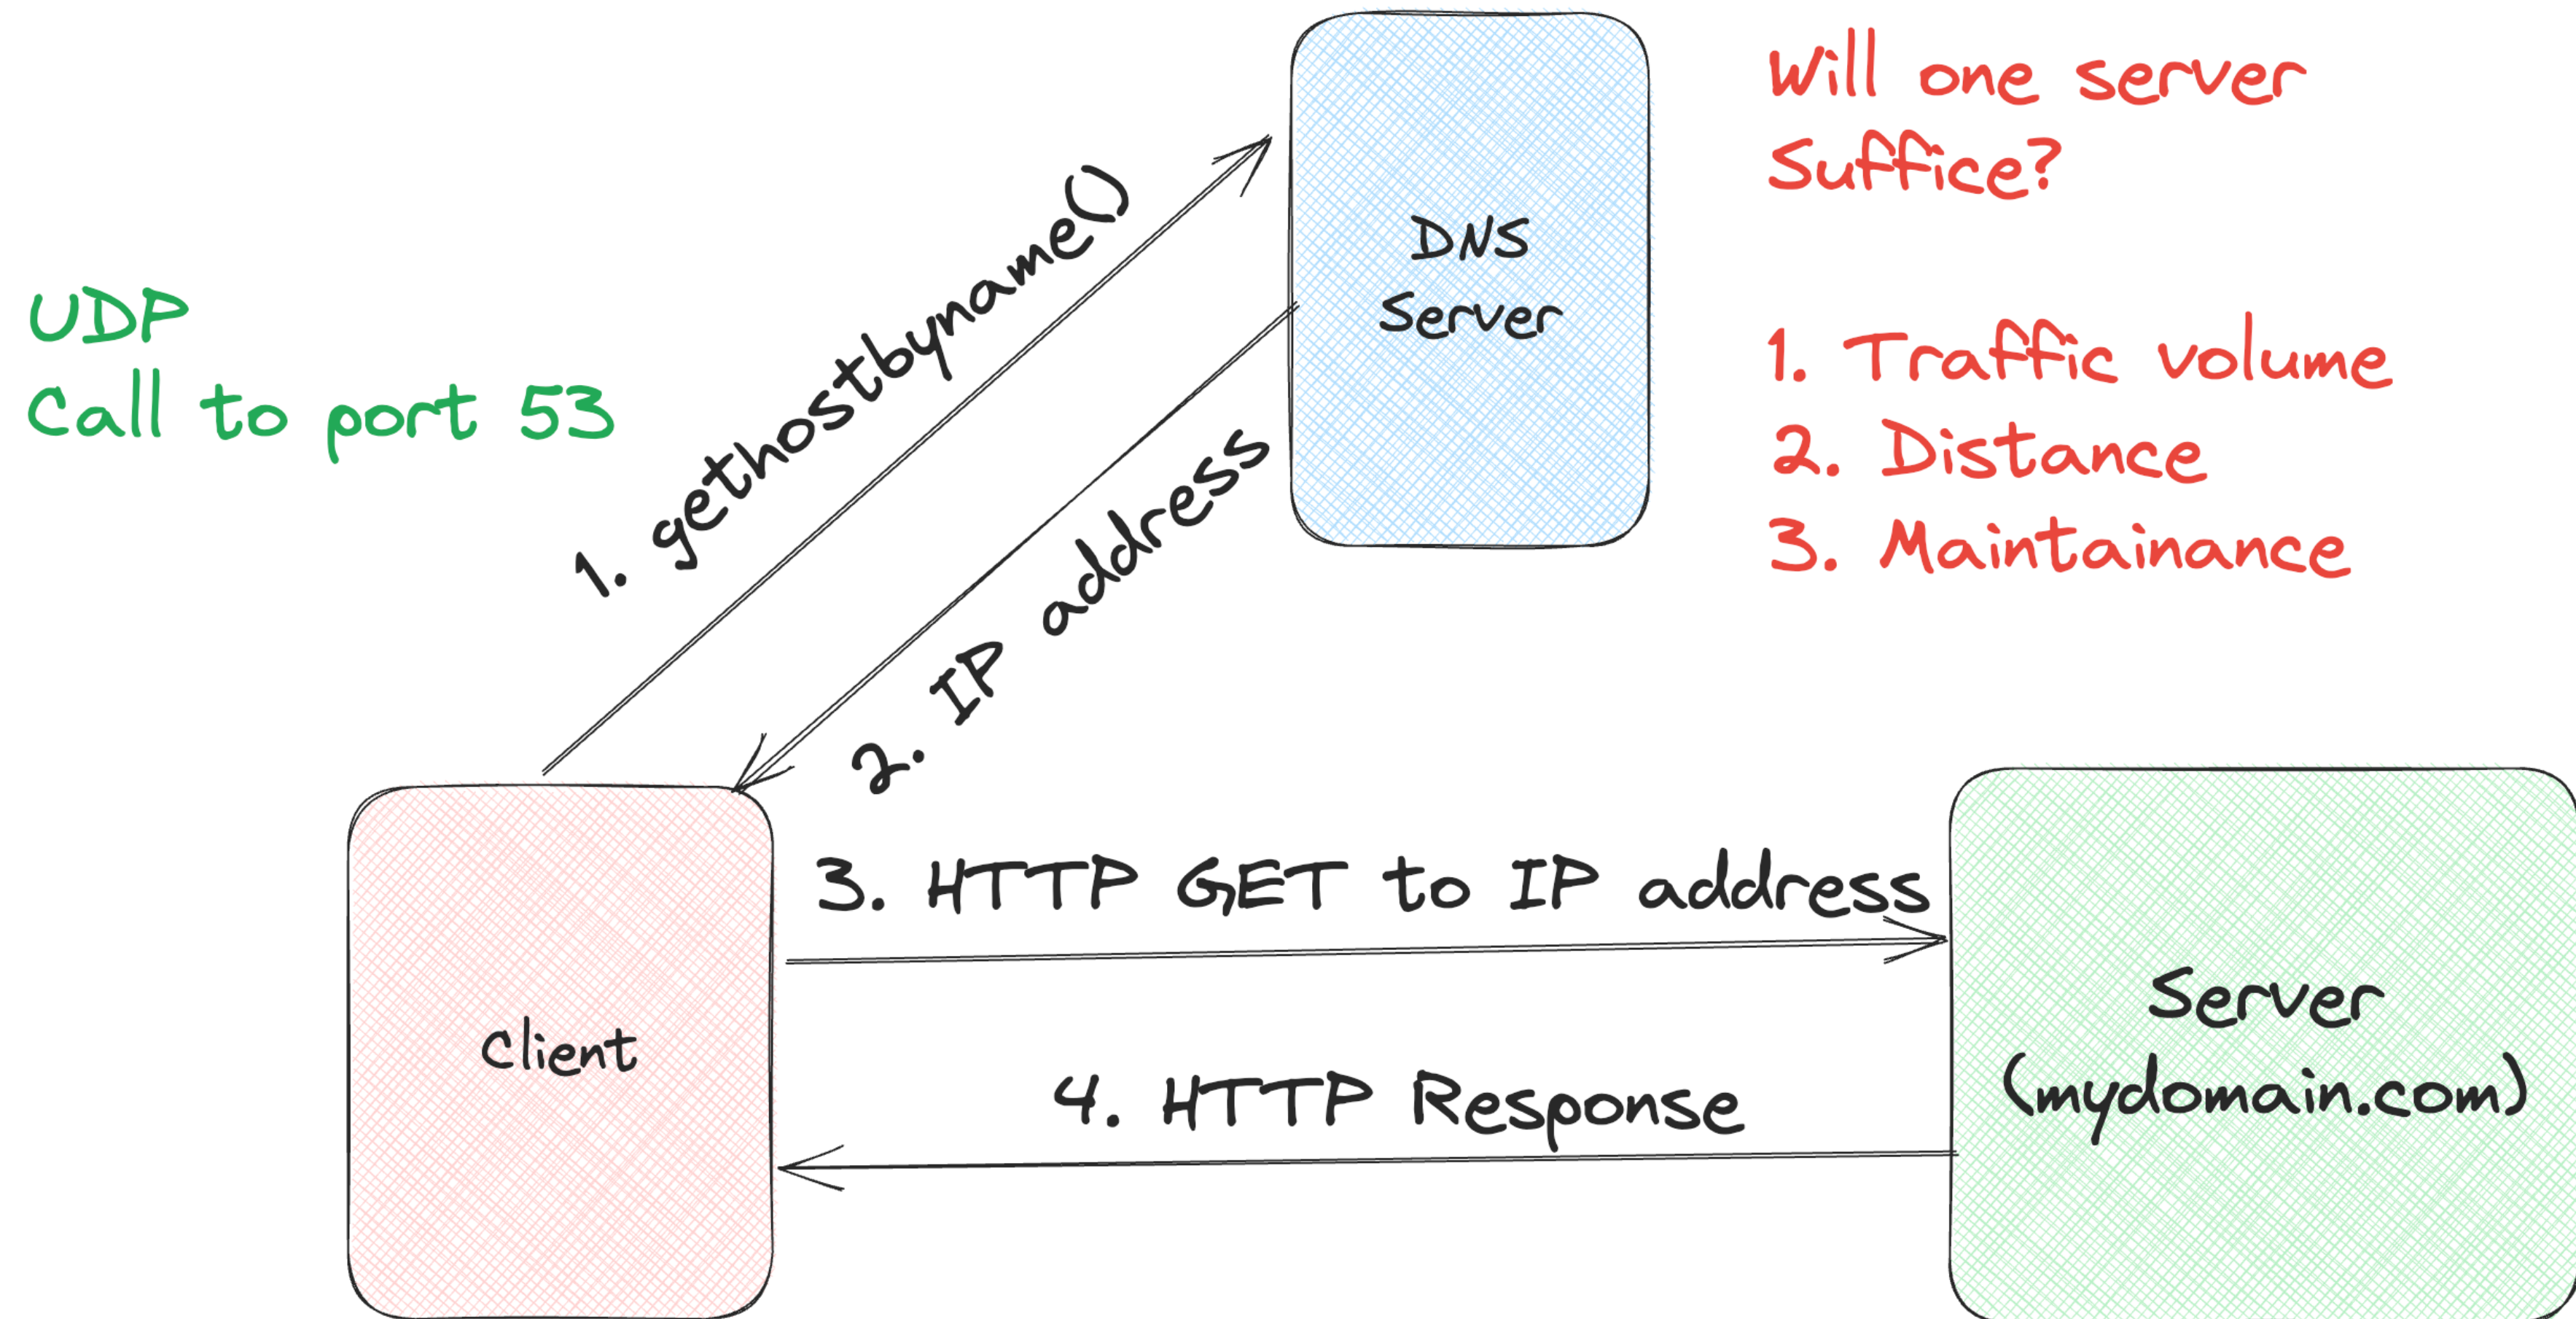 Will one server
Suffice?
DNS
Server
UDP
Call to port 53
1. gethostbyname()
2. IP address
1. Traffic volume
2. Distance
3. Maintainance
3. HTTP GET to IP address
Client
4. HTTP Response
Server
(mydomain.com)